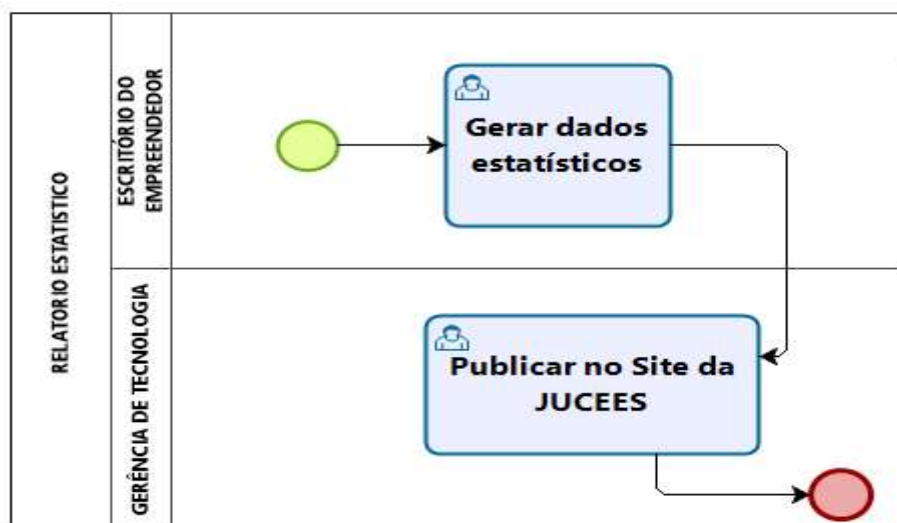 RELATORIO ESTATISTICO
ESCRITÓRIO DO
EMPREENDEDOR
Gerar dados
estatísticos
GERÊNCIA DE TECNOLOGIA
Publicar no Site da
JUCEES